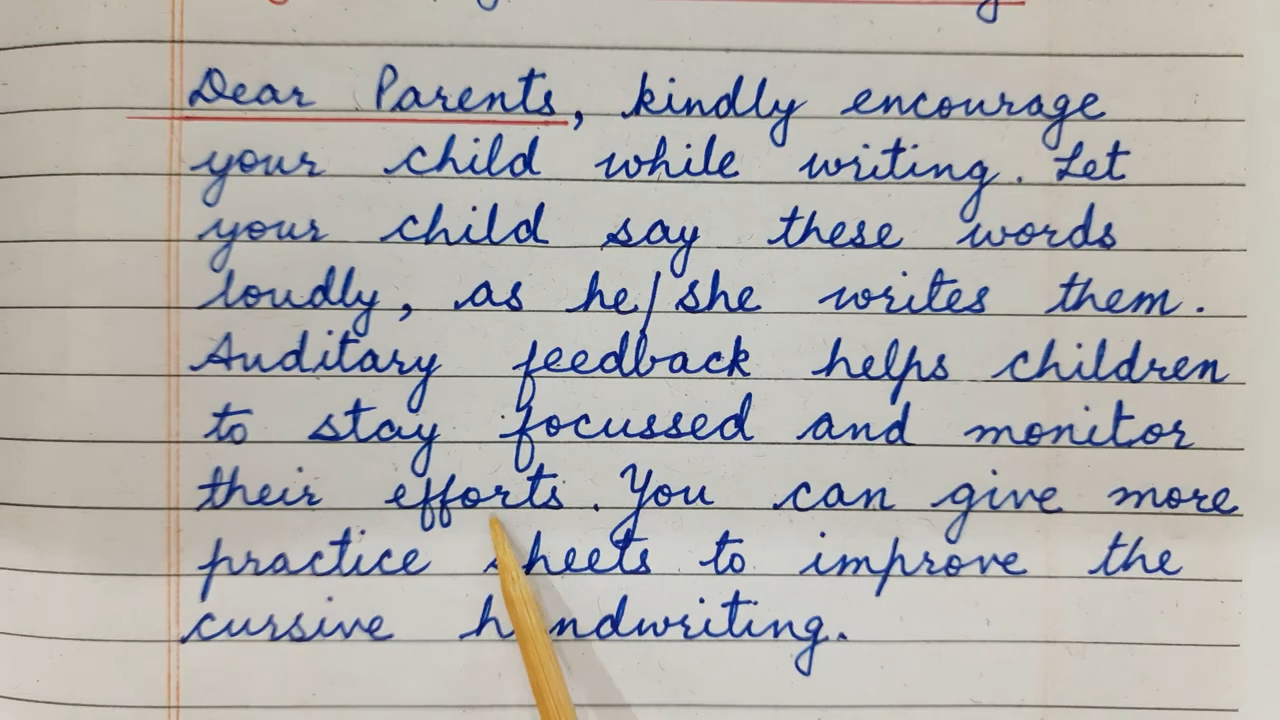 Dear Parents, kindly encourage
your child while writing. Let
your child say these words
loudly, as he/she writes them.
Auditary feedback helps children
to stay focussed and monitor
their efforts. You can give more
practice sheets to improve the
cursive handwriting.